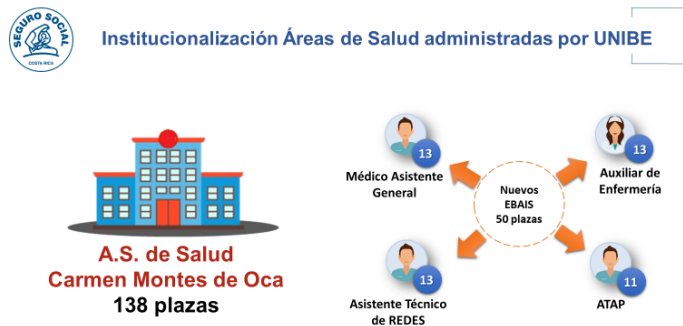 SEGURO SOCIAL
COSTA RICA
Institucionalización Áreas de Salud administradas por UNIBE
A.S. de Salud
Carmen Montes de Oca
138 plazas
13
Médico Asistente
General
13
Auxiliar de
Enfermería
Nuevos
EBAIS
50 plazas
13
Asistente Técnico
de REDES
11
ATAP